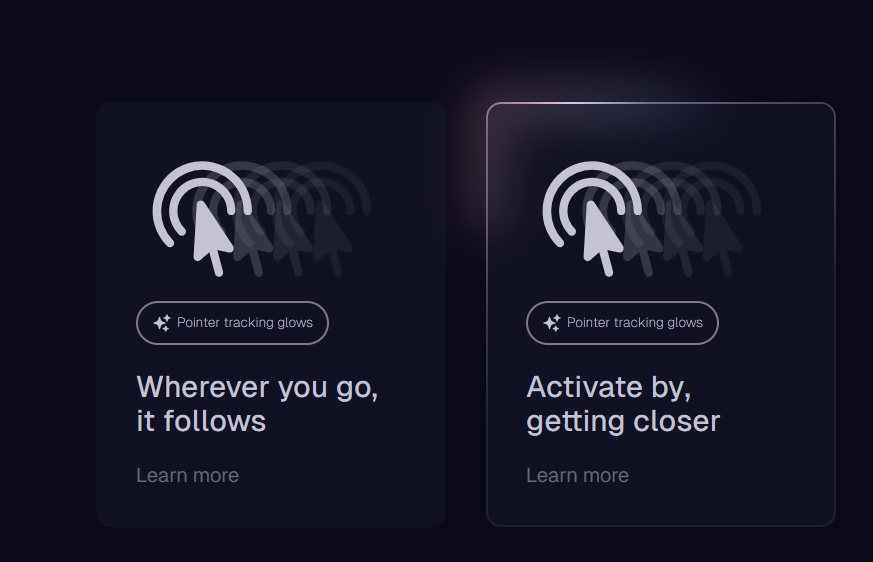 Pointer tracking glows
Wherever you go,
it follows
Learn more
Pointer tracking glows
Activate by,
getting closer
Learn more